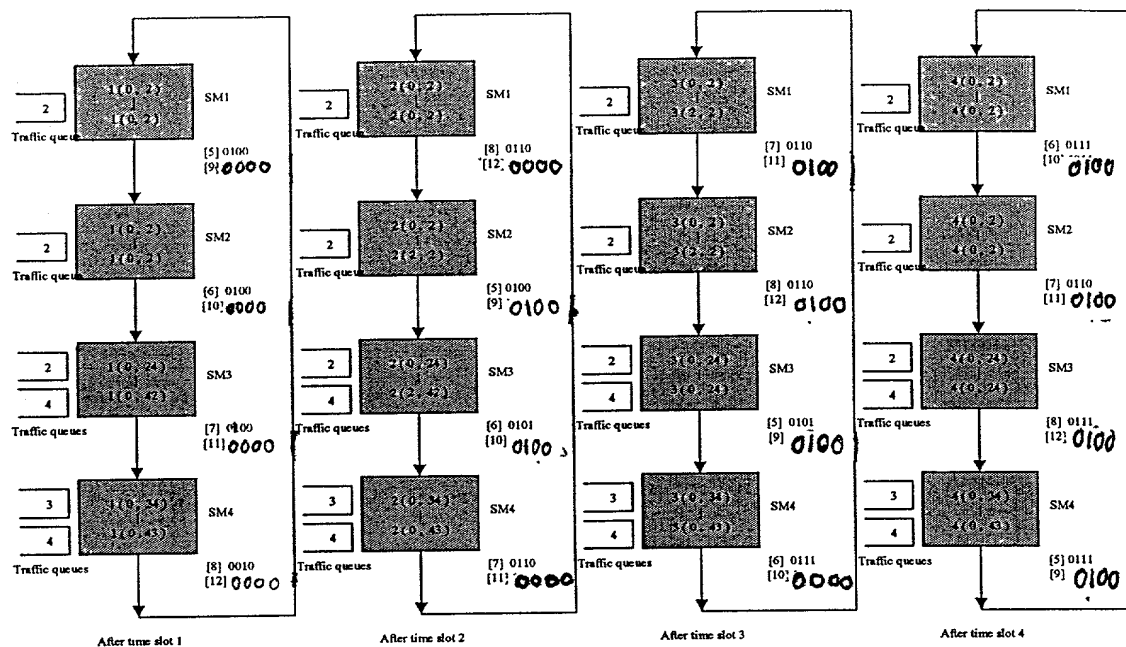 1(0,2)
1(0,2)
SM1
2
Traffic queue
[5] 0100
[9] 0000
1(0,2)
1(0,2)
SM2
2
Traffic queue
[6] 0100
[10] 0000
1(0,24)
1(0,42)
SM3
2
4
Traffic queues
[7] 0100
[11] 0000
1(0,34)
1(0,43)
SM4
3
4
Traffic queues
[8] 0010
[12] 0000
After time slot 1
2(0,2)
2(0,2)
SM1
2
Traffic queue
[8] 0110
[12] 0000
2(0,2)
2(2,2)
SM2
2
Traffic queue
[5] 0100
[9] 0100
2(0,24)
2(2,42)
SM3
2
4
Traffic queues
[6] 0101
[10] 0100
2(0,34)
2(0,43)
SM4
3
4
Traffic queues
[7] 0110
[11] 0000
After time slot 2
3(0,2)
3(2,2)
SM1
2
Traffic queue
[7] 0110
[11] 0100
3(0,2)
3(2,2)
SM2
2
Traffic queue
[8] 0110
[12] 0100
3(0,24)
3(0,24)
SM3
2
4
Traffic queues
[5] 0101
[9] 0100
3(0,34)
3(0,43)
SM4
3
4
Traffic queues
[6] 0111
[10] 0000
After time slot 3
4(0,2)
4(0,2)
SM1
2
Traffic queue
[6] 0111
[10] 0100
4(0,2)
4(0,2)
SM2
2
Traffic queue
[7] 0110
[11] 0100
4(0,24)
4(0,24)
SM3
2
4
Traffic queues
[8] 0111
[12] 0100
4(0,34)
4(0,43)
SM4
3
4
Traffic queues
[5] 0111
[9] 0100
After time slot 4